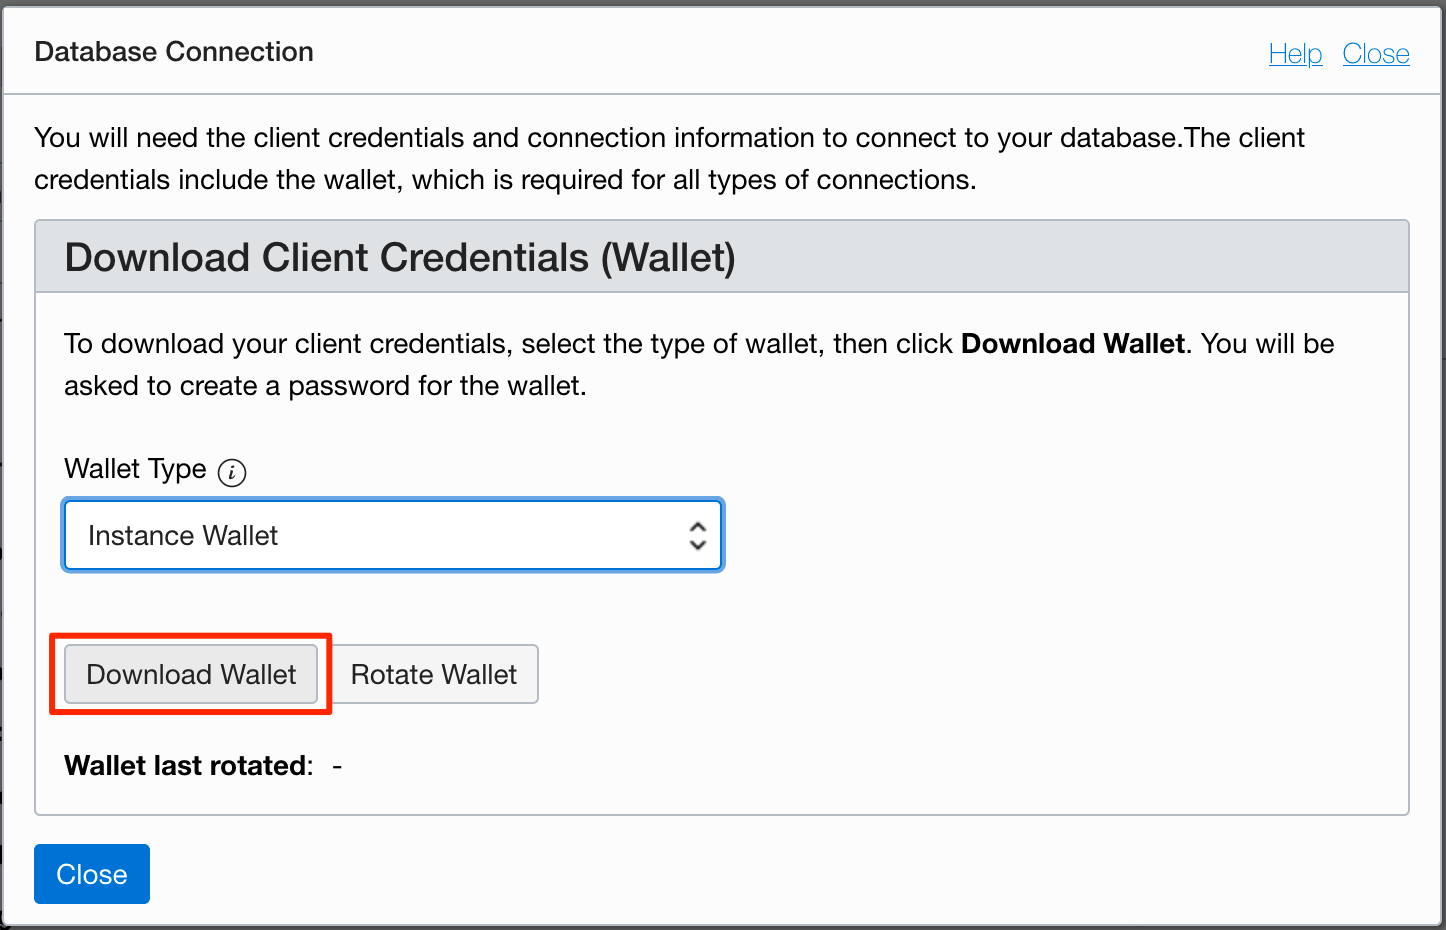 Database Connection
Help Close
You will need the client credentials and connection information to connect to your database.The client
credentials include the wallet, which is required for all types of connections.
Download Client Credentials (Wallet)
To download your client credentials, select the type of wallet, then click Download Wallet. You will be
asked to create a password for the wallet.
Wallet Type i
Instance Wallet
Download Wallet Rotate Wallet
Wallet last rotated: -
Close